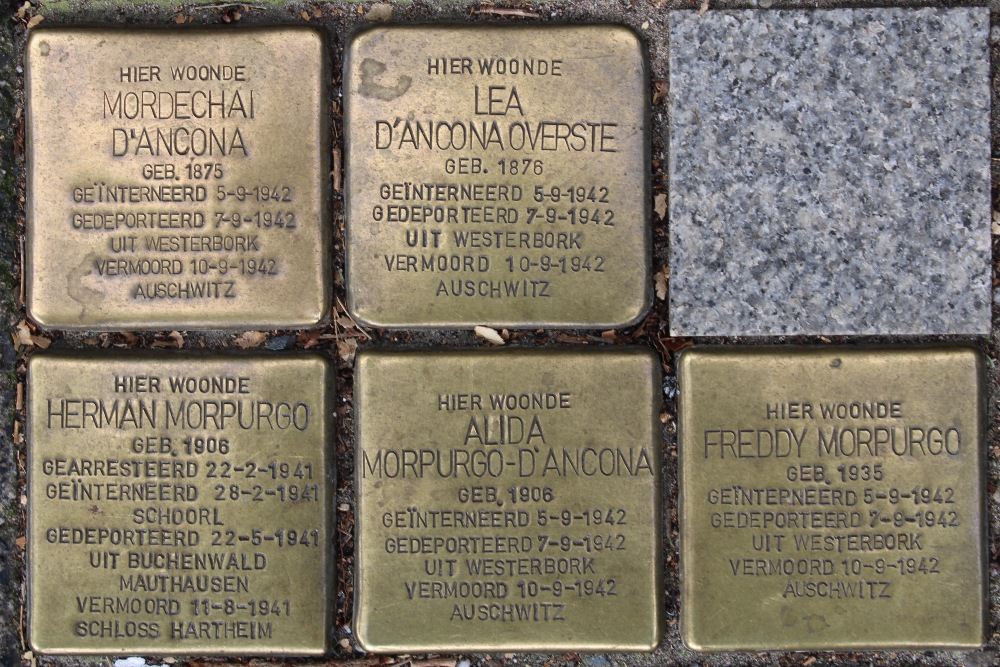 HIER WOONDE
MORDECHAI
D'ANCONA
GEB. 1875
GEÏNTERNEERD 5-9-1942
GEDEPORTEERD 7-9-1942
UIT WESTERBORK
VERMOORD 10-9-1942
AUSCHWITZ
HIER WOONDE
LEA
D'ANCONA OVERSTE
GEB. 1876
GEÏNTERNEERD 5-9-1942
GEDEPORTEERD 7-9-1942
UIT WESTERBORK
VERMOORD 10-9-1942
AUSCHWITZ
HIER WOONDE
HERMAN MORPURGO
GEB. 1906
GEARRESTEERD 22-2-1941
GEÏNTERNEERD 28-2-1941
SCHOORL
GEDEPORTEERD 22-5-1941
UIT BUCHENWALD
MAUTHAUSEN
VERMOORD 11-8-1941
SCHLOSS HARTHEIM
HIER WOONDE
ALIDA
MORPURGO-D'ANCONA
GEB. 1906
GEÏNTERNEERD 5-9-1942
GEDEPORTEERD 7-9-1942
UIT WESTERBORK
VERMOORD 10-9-1942
AUSCHWITZ
HIER WOONDE
FREDDY MORPURGO
GEB. 1935
GEÏNTERNEERD 5-9-1942
GEDEPORTEERD 7-9-1942
UIT WESTERBORK
VERMOORD 10-9-1942
AUSCHWITZ